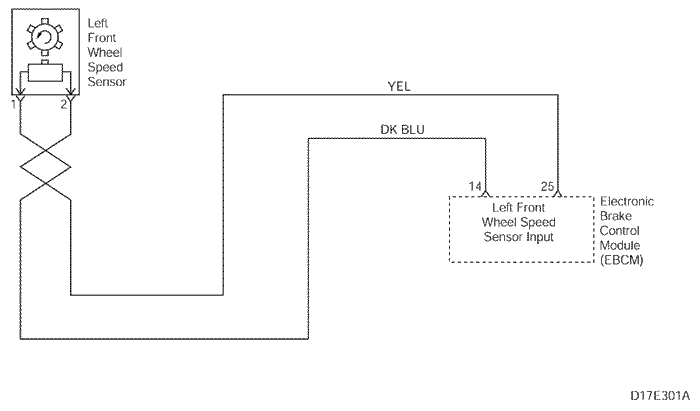 Left
Front
Wheel
Speed
Sensor
1
2
YEL
DK BLU
14
25
Left Front
Wheel Speed
Sensor Input
Electronic
Brake
Control
Module
(EBCM)
D17E301A